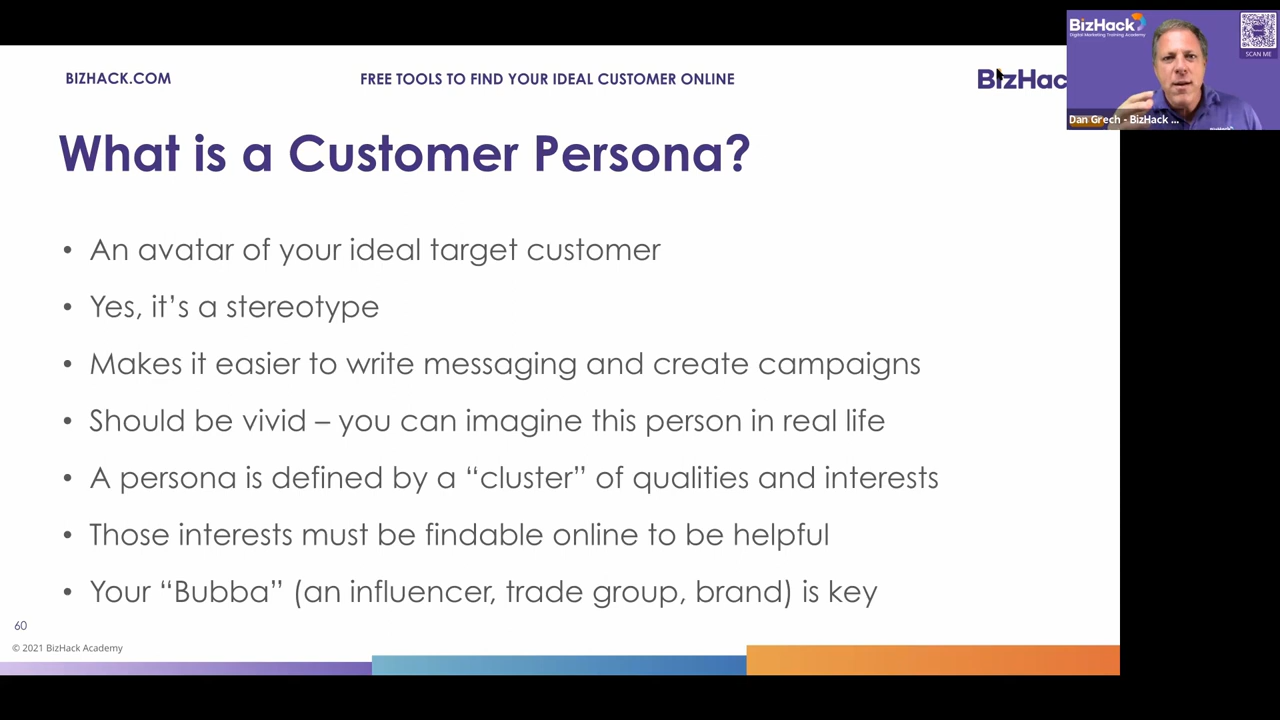 BIZHACK.COM
FREE TOOLS TO FIND YOUR IDEAL CUSTOMER ONLINE
BizHac
BizHack
Digital Marketing Training Academy
SCAN ME
Dan Grech - BizHack ...
What is a Customer Persona?
• An avatar of your ideal target customer
• Yes, it’s a stereotype
• Makes it easier to write messaging and create campaigns
• Should be vivid – you can imagine this person in real life
• A persona is defined by a “cluster” of qualities and interests
• Those interests must be findable online to be helpful
• Your “Bubba” (an influencer, trade group, brand) is key
60
© 2021 BizHack Academy